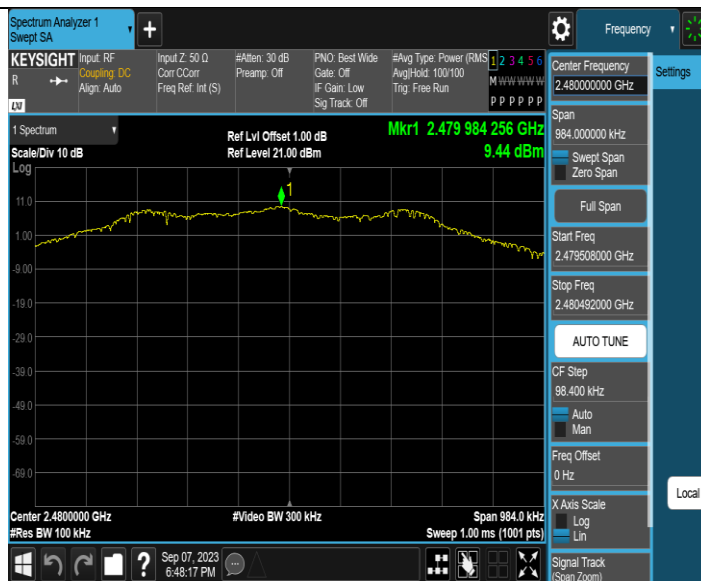 Spectrum Analyzer 1
Swept SA
+
Frequency
KEYSIGHT
R
LXI
Input: RF
Coupling: DC
Align: Auto
Input Z: 50 Ω
Corr CCorr
Freq Ref: Int (S)
#Atten: 30 dB
Preamp: Off
PNO: Best Wide
Gate: Off
IF Gain: Low
Sig Track: Off
#Avg Type: Power (RMS
Avg|Hold: 100/100
Trig: Free Run
1 2 3 4 5 6
M W W W W W
P P P P P P
1 Spectrum
Scale/Div 10 dB
Log
Ref Lvl Offset 1.00 dB
Ref Level 21.00 dBm
Mkr1 2.479 984 256 GHz
9.44 dBm
1
11.0
1.00
-9.00
-19.0
-29.0
-39.0
-49.0
-59.0
-69.0
Center 2.4800000 GHz
#Res BW 100 kHz
#Video BW 300 kHz
Span 984.0 kHz
Sweep 1.00 ms (1001 pts)
?
Sep 07, 2023
6:48:17 PM
Center Frequency
2.480000000 GHz
Span
984.000000 kHz
Swept Span
Zero Span
Full Span
Start Freq
2.479508000 GHz
Stop Freq
2.480492000 GHz
AUTO TUNE
CF Step
98.400 kHz
Auto
Man
Freq Offset
0 Hz
X Axis Scale
Log
Lin
Signal Track
(Span Zoom)
Settings
Local